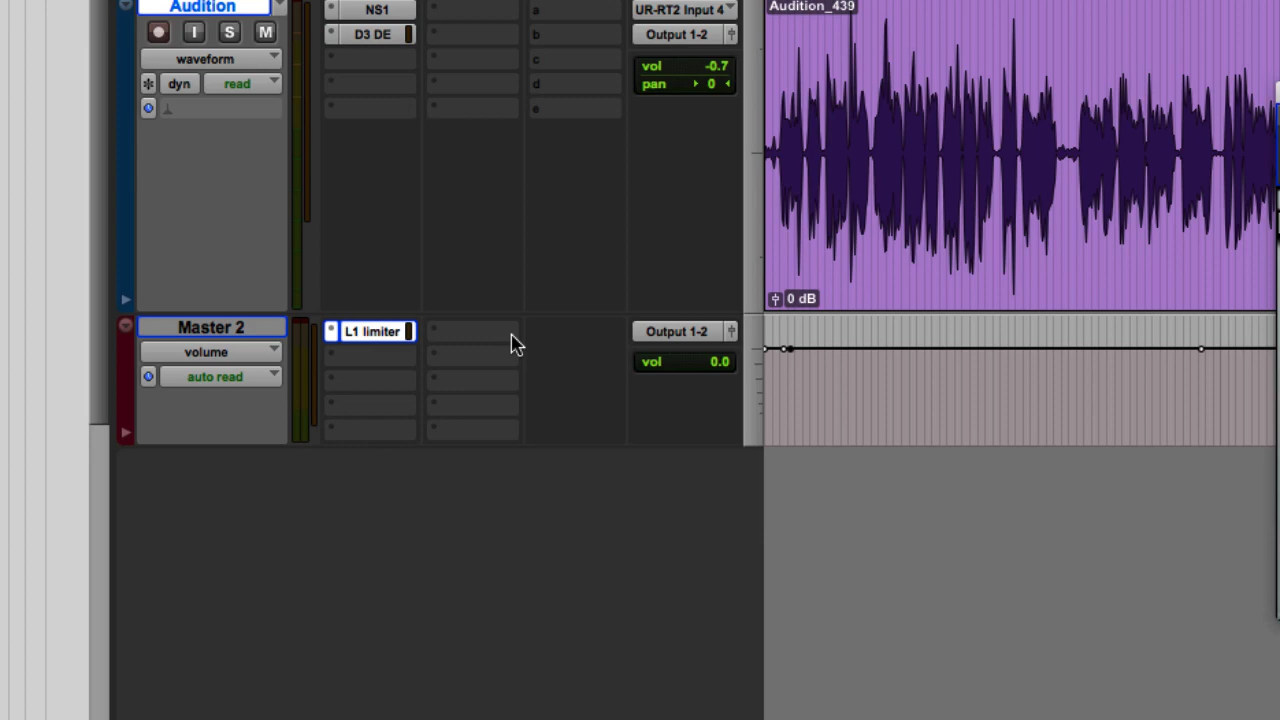 Audition
NS1
a
UR-RT2 Input 4
Audition_439
I
S
M
D3 DE
b
Output 1-2
waveform
c
vol -0.7
dyn
read
d
pan 0
e
0 dB
Master 2
L1 limiter
Output 1-2
volume
vol 0.0
auto read